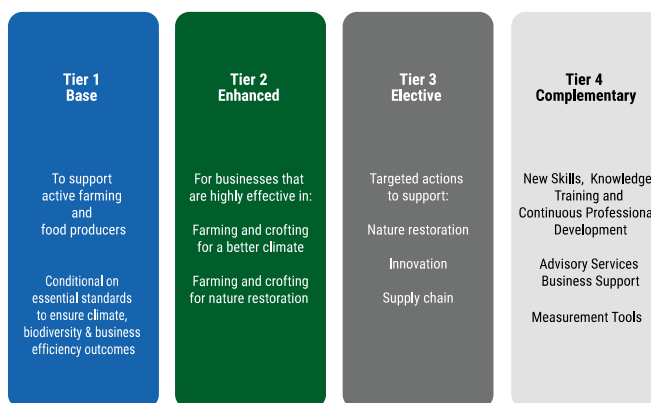 Tier 1
Base
To support
active farming
and
food producers
Conditional on
essential standards
to ensure climate,
biodiversity & business
efficiency outcomes
Tier 2
Enhanced
For businesses that
are highly effective in:
Farming and crofting
for a better climate
Farming and crofting
for nature restoration
Tier 3
Elective
Targeted actions
to support:
Nature restoration
Innovation
Supply chain
Tier 4
Complementary
New Skills, Knowledge
Training and
Continuous Professional
Development
Advisory Services
Business Support
Measurement Tools